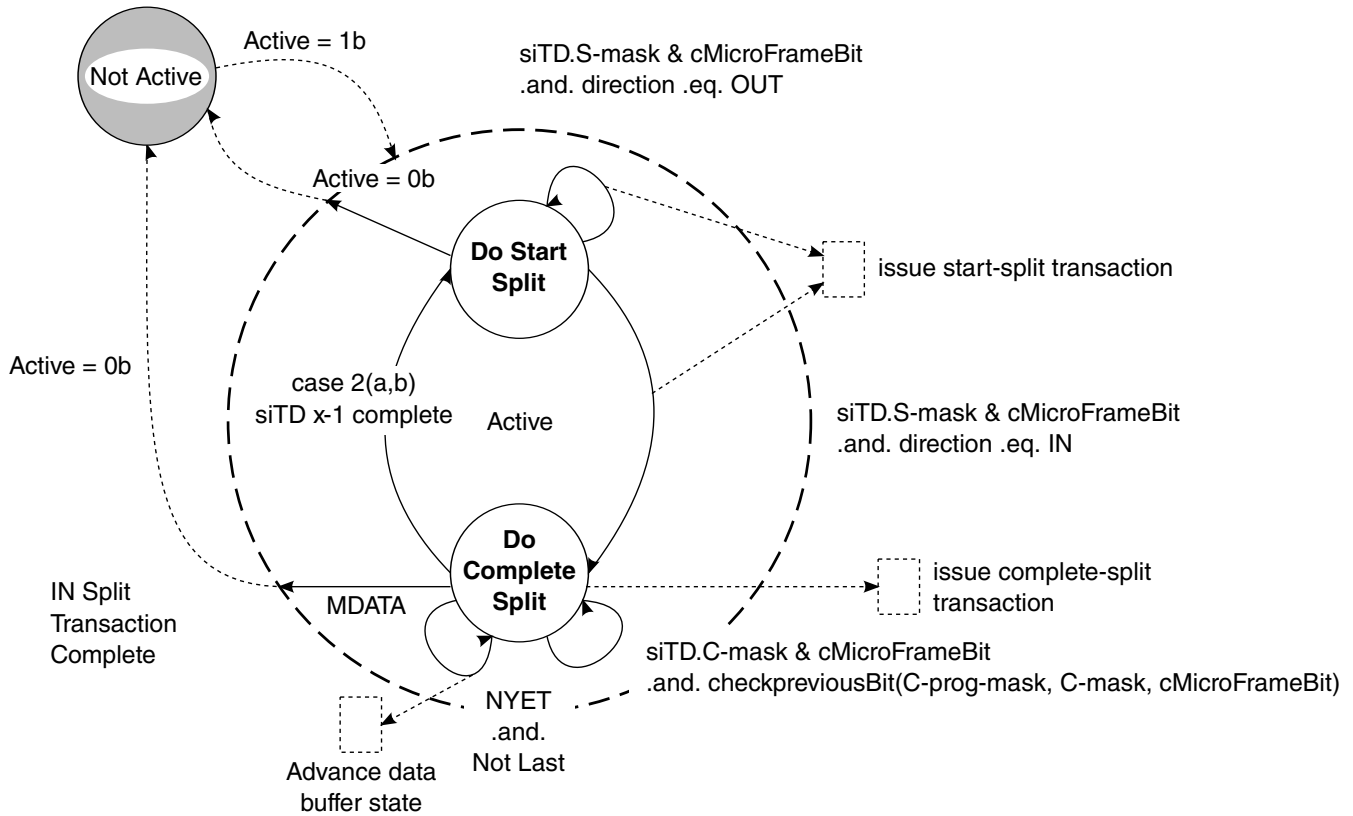 Active = 1b
siTD.S-mask & cMicroFrameBit
.and. direction .eq. OUT
Not Active
Active = 0b
Do Start
Split
issue start-split transaction
Active = 0b
case 2(a,b)
siTD x-1 complete
Active
siTD.S-mask & cMicroFrameBit
.and. direction .eq. IN
Do
Complete
Split
issue complete-split
transaction
MDATA
IN Split
Transaction
Complete
siTD.C-mask & cMicroFrameBit
.and. checkpreviousBit(C-prog-mask, C-mask, cMicroFrameBit)
NYET
.and.
Not Last
Advance data
buffer state